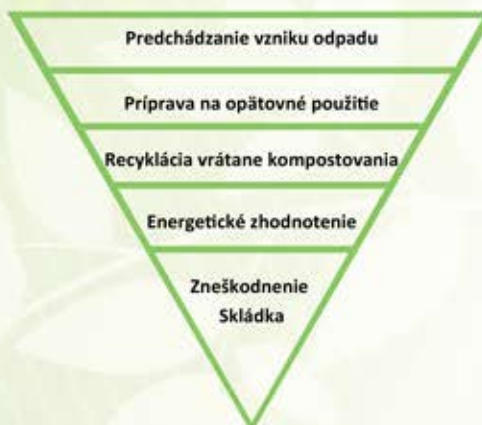 Predchádzanie vzniku odpadu
Príprava na opätovné použitie
Recyklácia vrátane kompostovania
Energetické zhodnotenie
Zneškodnenie
Skládka